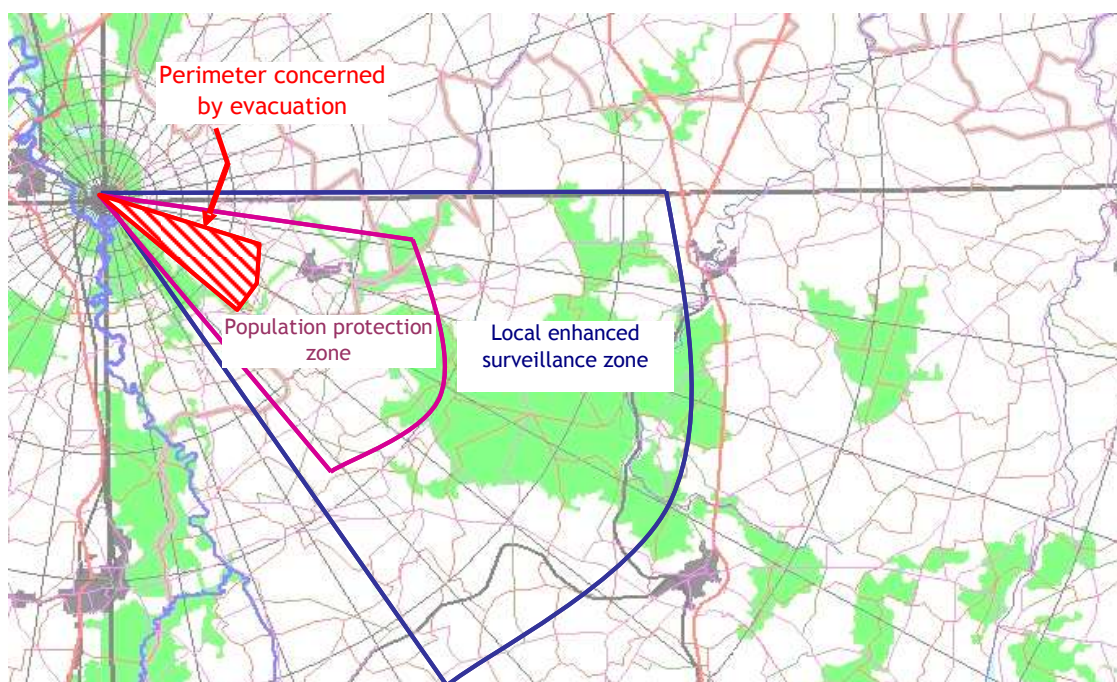 Perimeter concerned
by evacuation
Population protection
zone
Local enhanced
surveillance zone